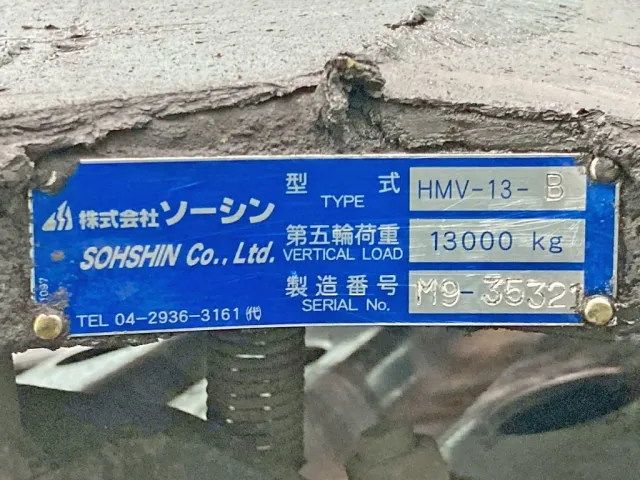 株式会社ソーシン
SOHSHIN Co., Ltd.
TEL 04-2936-3161 ㈹
型 式 HMV-13-B
TYPE
第五輪荷重 13000 kg
VERTICAL LOAD
製造番号 M9-35321
SERIAL No.